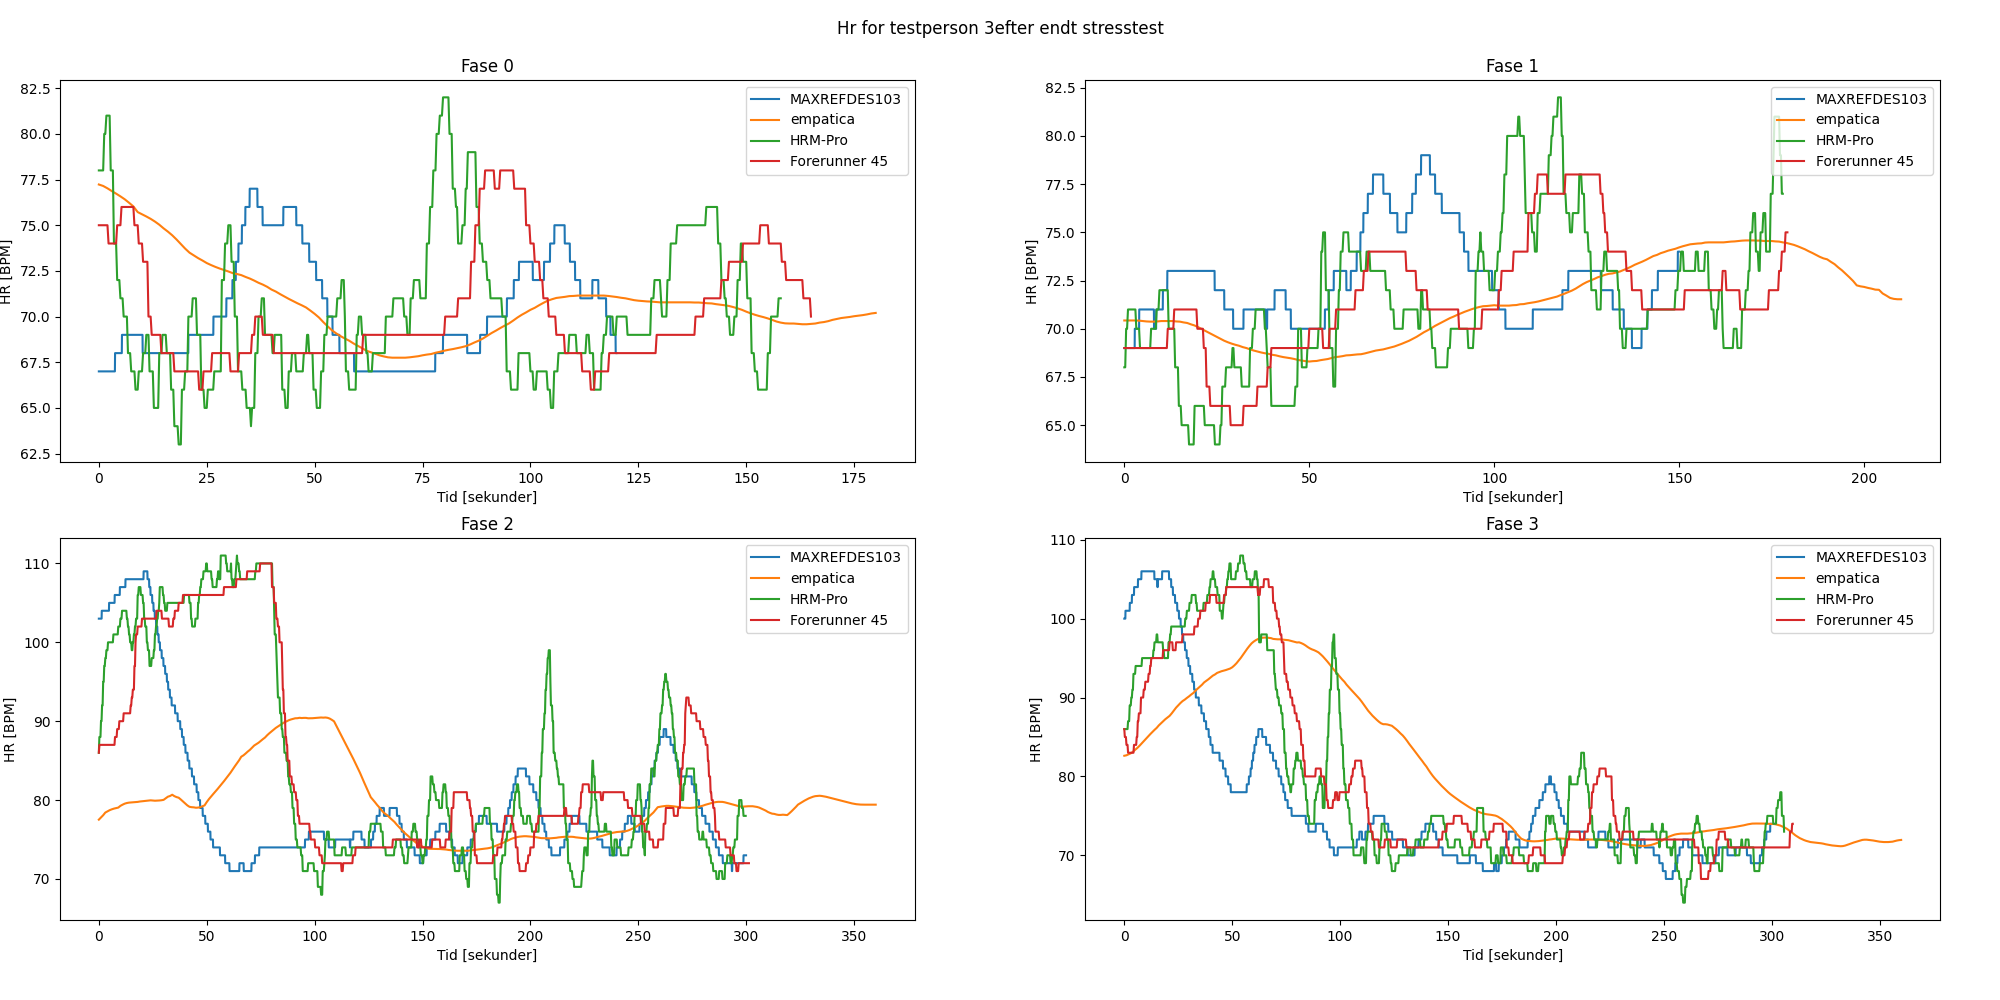 Hr for testperson 3efter endt stresstest
Fase 0
HR [BPM]
82.5
80.0
77.5
75.0
72.5
70.0
67.5
65.0
62.5
MAXREFDES103
empatica
HRM-Pro
Forerunner 45
0 25 50 75 100 125 150 175
Tid [sekunder]
Fase 1
HR [BPM]
82.5
80.0
77.5
75.0
72.5
70.0
67.5
65.0
MAXREFDES103
empatica
HRM-Pro
Forerunner 45
0 50 100 150 200
Tid [sekunder]
Fase 2
HR [BPM]
110
100
90
80
70
MAXREFDES103
empatica
HRM-Pro
Forerunner 45
0 50 100 150 200 250 300 350
Tid [sekunder]
Fase 3
HR [BPM]
110
100
90
80
70
MAXREFDES103
empatica
HRM-Pro
Forerunner 45
0 50 100 150 200 250 300 350
Tid [sekunder]